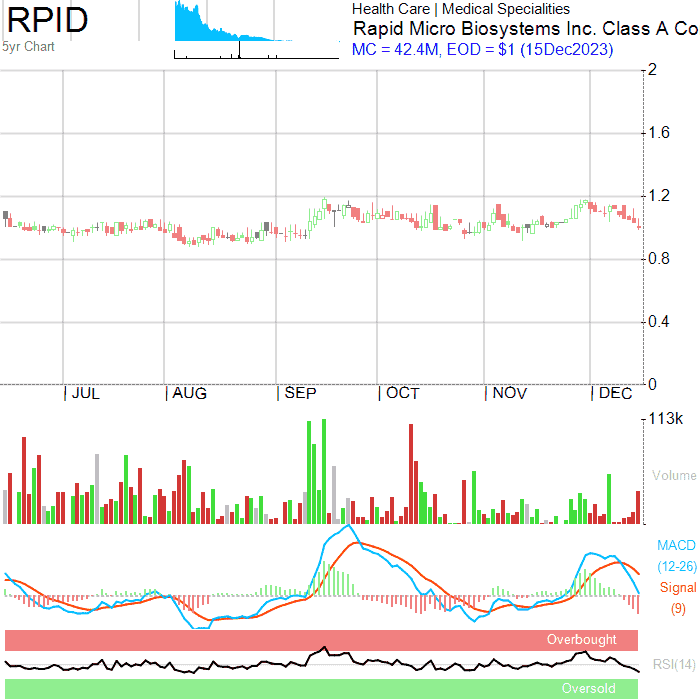 RPID
5yr Chart
Health Care | Medical Specialities
Rapid Micro Biosystems Inc. Class A Co
MC = 42.4M, EOD = $1 (15Dec2023)
2
1.6
1.2
0.8
0.4
0
| JUL | AUG | SEP | OCT | NOV | DEC
113k
Volume
MACD
(12-26)
Signal
(9)
Overbought
RSI(14)
Oversold